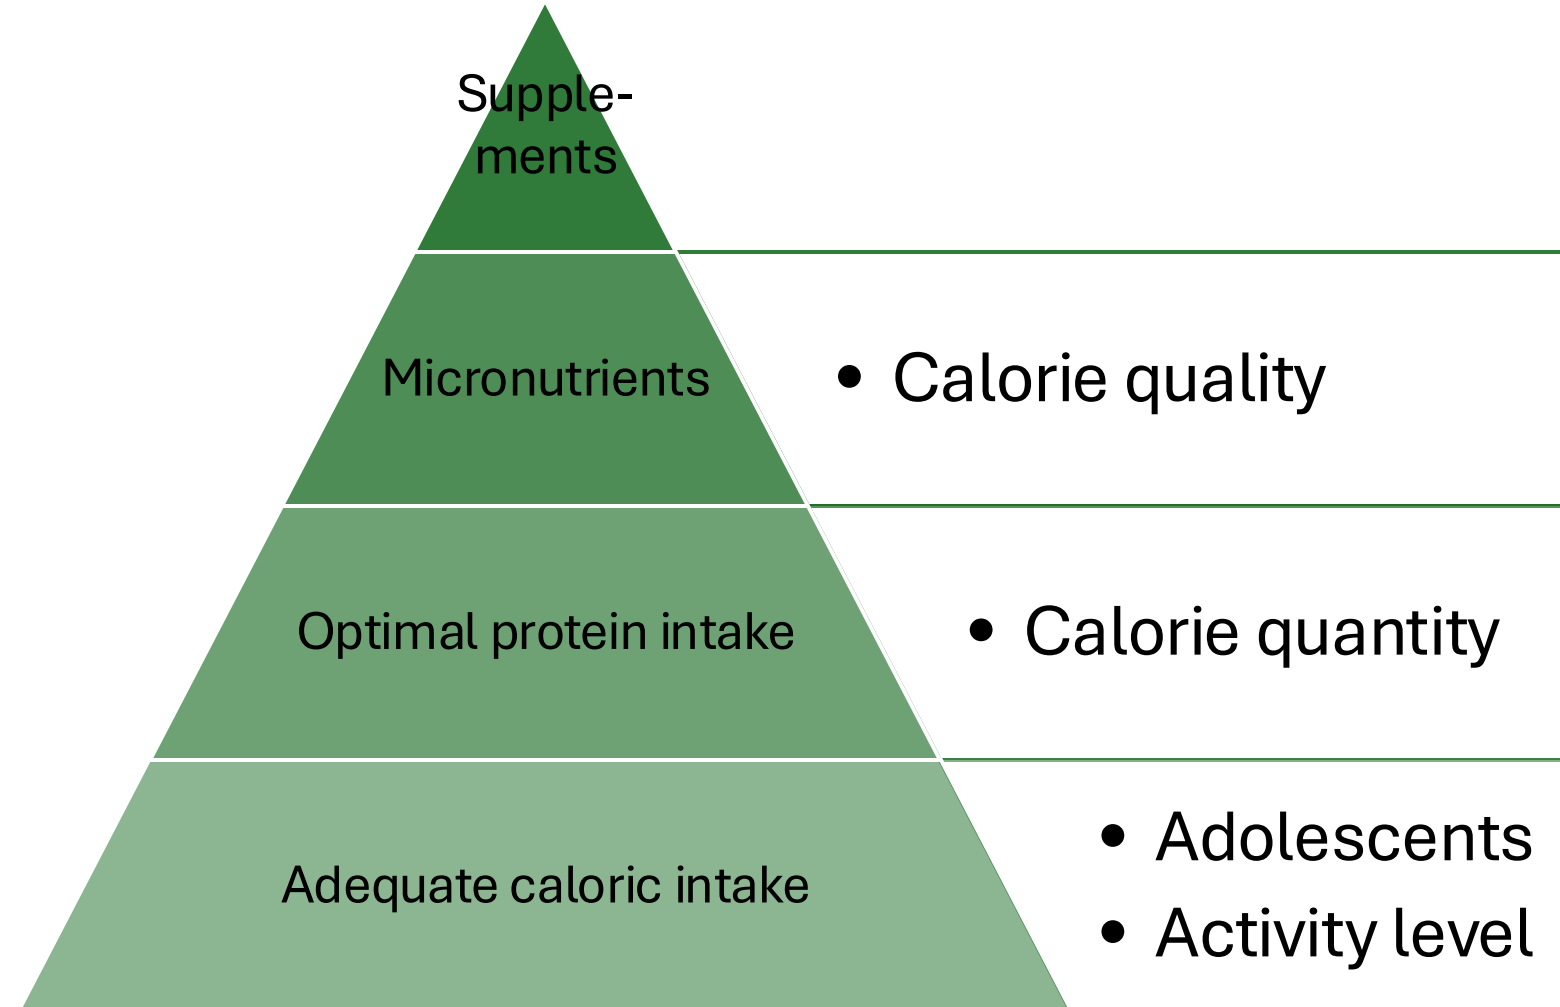 Supple-
ments
Micronutrients
• Calorie quality
Optimal protein intake
• Calorie quantity
Adequate caloric intake
• Adolescents
• Activity level